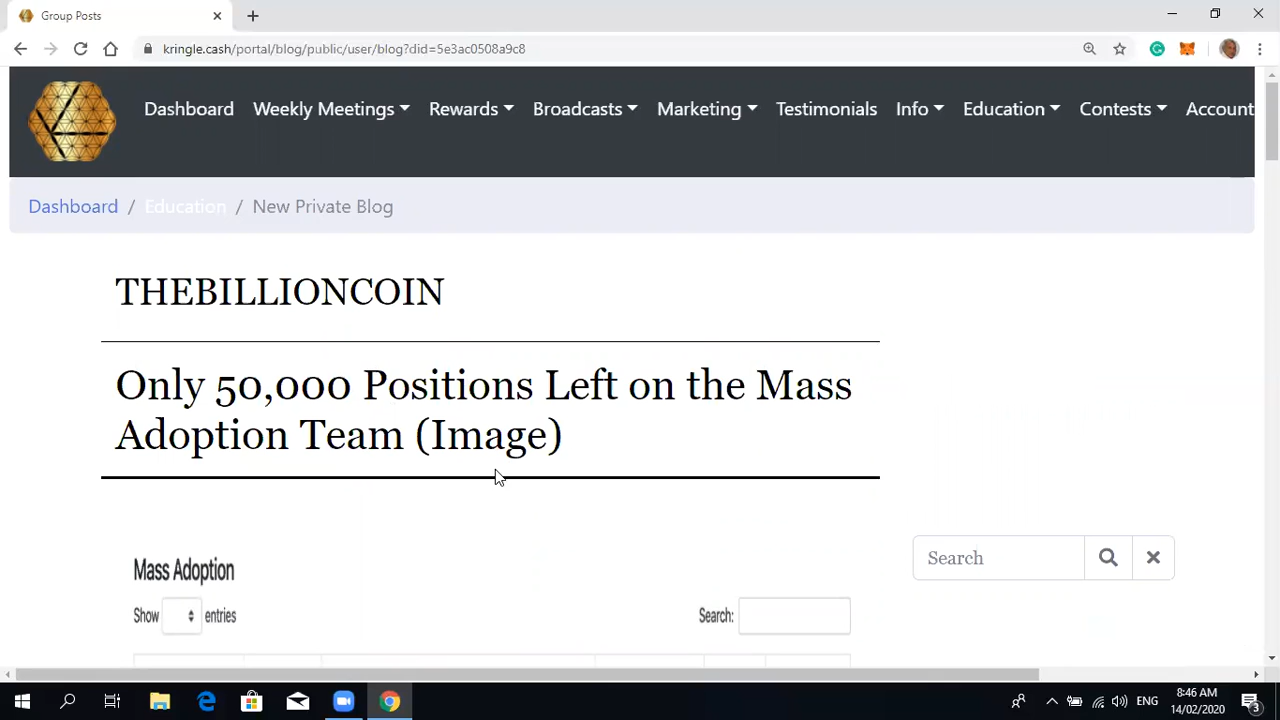 Group Posts
kringle.cash/portal/blog/public/user/blog?did=5e3ac0508a9c8
Dashboard Weekly Meetings Rewards Broadcasts Marketing Testimonials Info Education Contests Account
Dashboard / Education / New Private Blog
THEBILLIONCOIN
Only 50,000 Positions Left on the Mass
Adoption Team (Image)
Search
Mass Adoption
Show entries Search:
8:46 AM
ENG
14/02/2020
3